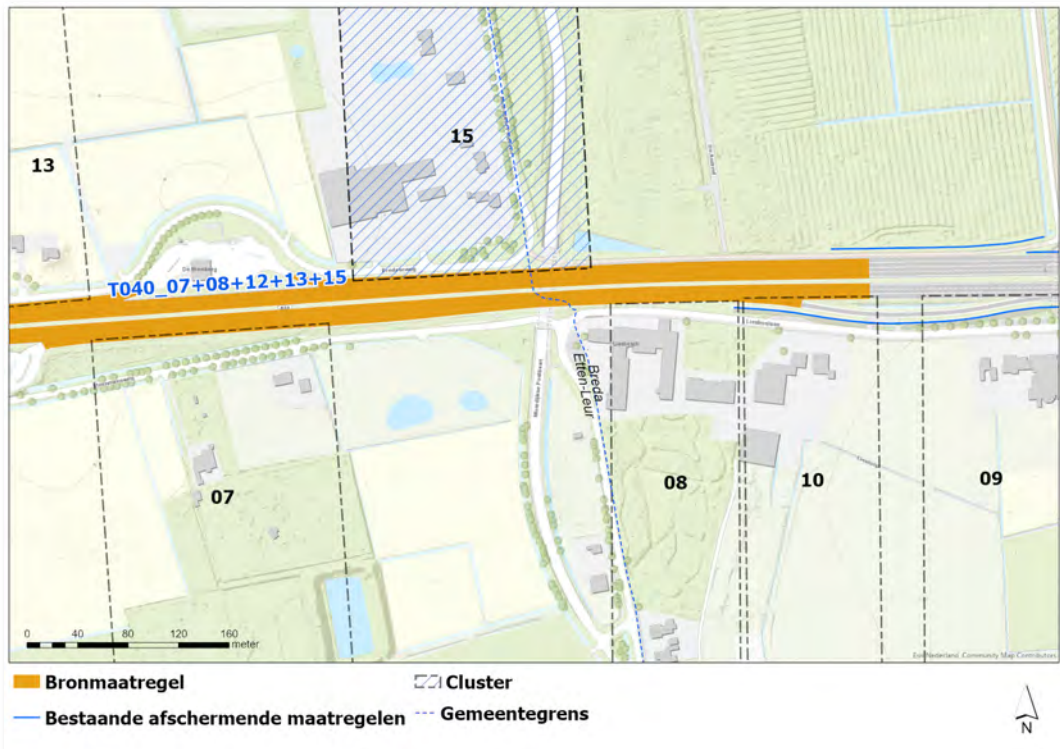 15
13
T040_07+08+12+13+15
Breda
Etten-Leur
07
08
10
09
0 40 80 120 160
meter
Esri Nederland, Community Map Contributors
Bronmaatregel
Cluster
Bestaande afschermende maatregelen
Gemeentegrens
N